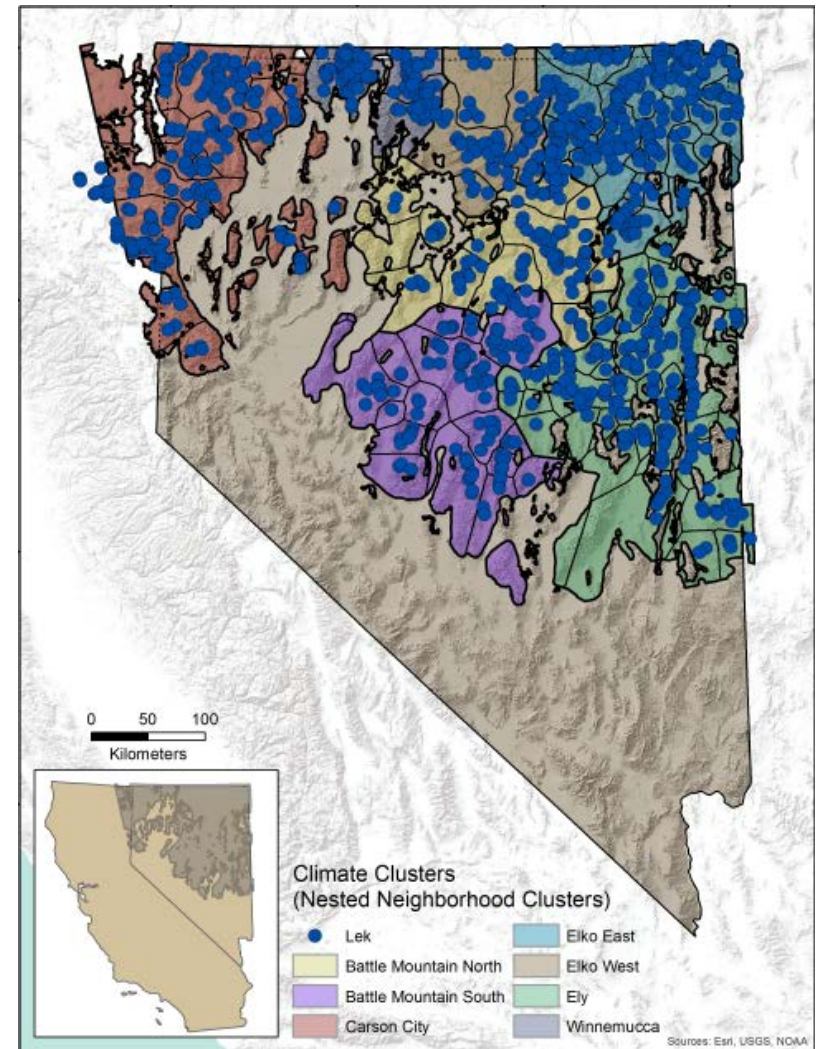 0 50 100
Kilometers
Climate Clusters
(Nested Neighborhood Clusters)
Lek
Battle Mountain North
Battle Mountain South
Carson City
Elko East
Elko West
Ely
Winnemucca
Sources: Esri, USGS, NOAA